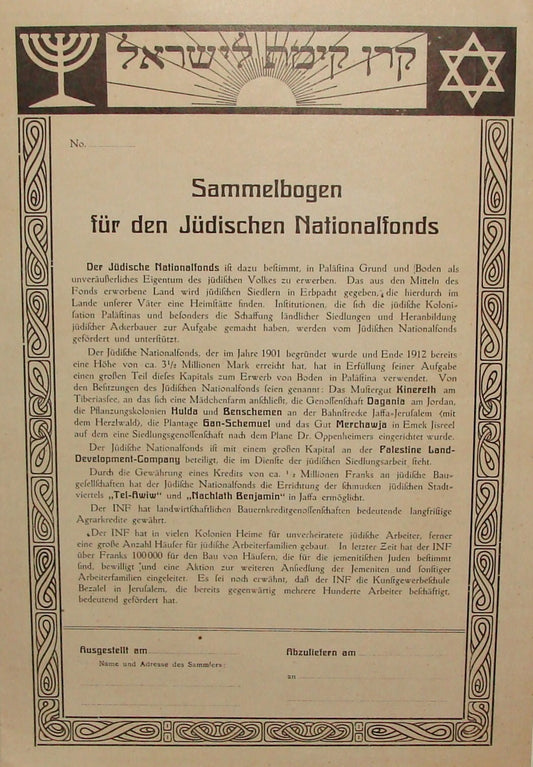 קרן קימת לישראל
No.
Sammelbogen
für den Jüdischen Nationalfonds
Der Jüdische Nationalfonds ist dazu bestimmt, in Palästina Grund und Boden als
unveräußerliches Eigentum des jüdischen Volkes zu erwerben. Das aus den Mitteln des
Fonds erworbene Land wird jüdischen Siedlern in Erbpacht gegeben, die hierdurch im
Lande unserer Väter eine Heimstätte finden. Institutionen, die sich die jüdische Koloni-
sation Palästinas und besonders die Schaffung ländlicher Siedlungen und Heranbildung
jüdischer Ackerbauer zur Aufgabe gemacht haben, werden vom Jüdischen Nationalfonds
gefördert und unterstützt.
Der Jüdische Nationalfonds, der im Jahre 1901 begründet wurde und Ende 1912 bereits
eine Höhe von ca. 3½ Millionen Mark erreicht hat, hat in Erfüllung seiner Aufgabe
einen großen Teil dieses Kapitals zum Erwerb von Boden in Palästina verwendet. Von
den Besitzungen des Jüdischen Nationalfonds seien genannt: Das Mustergut Kinereth am
Tiberiassee, an das sich eine Mädchenfarm anschließt, die Genossenschaft Dagania am Jordan,
die Pflanzungskolonien Hulda und Benschemen an der Bahnstrecke Jaffa-Jerusalem (mit
dem Herzlwald), die Plantage Gan-Schemuel und das Gut Merchawja in Emek Jisreel
auf dem eine Siedlungsgenossenschaft nach dem Plane Dr. Oppenheimers eingerichtet wurde.
Der Jüdische Nationalfonds ist mit einem großen Kapital an der Palestine Land-
Development-Company beteiligt, die im Dienste der jüdischen Siedlungsarbeit steht.
Durch die Gewährung eines Kredits von ca. Millionen Franks an jüdische Bau-
gesellschaften hat der Jüdische Nationalfonds die Errichtung der schmucken jüdischen Stadt-
viertels „Tel-Awiw" und „Nachlath Benjamin" in Jaffa ermöglicht.
Der INF hat landwirtschaftlichen Bauernkreditgenossenschaften bedeutende langfristige
Agrarkredite gewährt.
Der INF hat in vielen Kolonien Heime für unverheiratete jüdische Arbeiter, ferner
eine große Anzahl Häuser für jüdische Arbeiterfamilien gebaut. In letzter Zeit hat der INF
über Franks 100000 für den Bau von Häusern, die für die jemenitischen Juden bestimmt
sind, bewilligt und eine Aktion zur weiteren Ansiedlung der Jemeniten und sonstiger
Arbeiterfamilien eingeleitet. Es sei noch erwähnt, daß der INF die Kunstgewerbeschule
Bezalel in Jerusalem, die bereits gegenwärtig mehrere Hunderte Arbeiter beschäftigt,
bedeutend gefördert hat.
Ausgestellt am
Abzuliefern am
Name und Adresse des Sammlers:
an